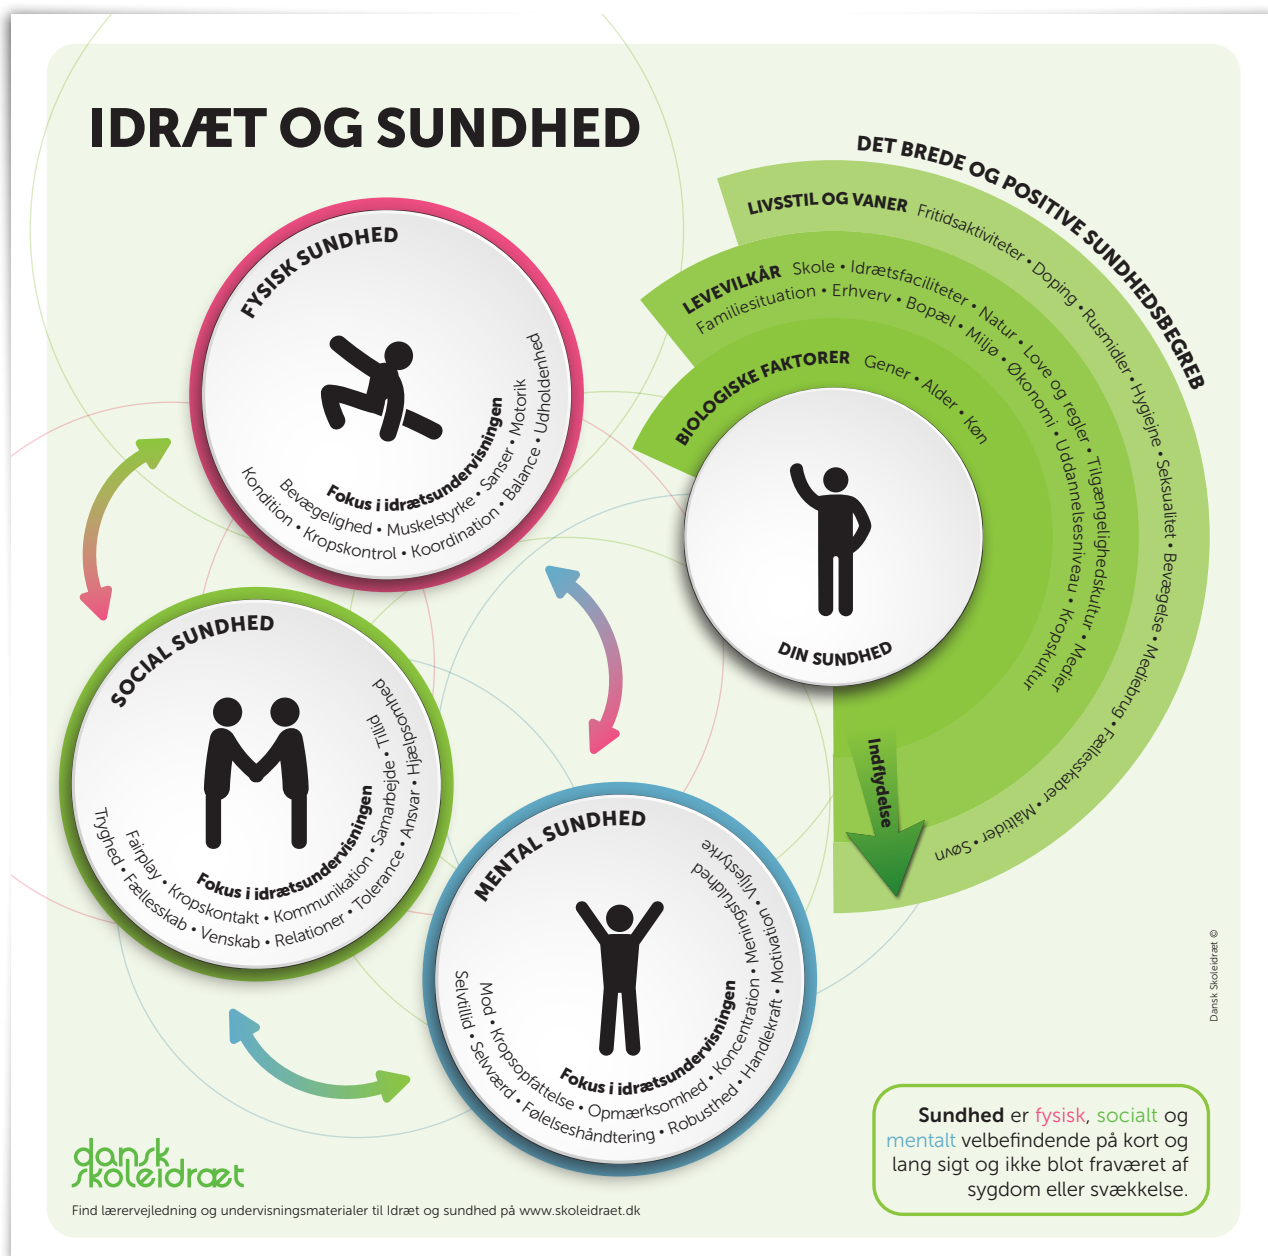 IDRÆT OG SUNDHED
DET BREDE OG POSITIVE SUNDHEDSBEGREB
LIVSSTIL OG VANER Fritidsaktiviteter • Doping • Rusmidler • Hygiejne • Seksualitet • Bevægelse • Mediebrug • Fællesskaber • Måltider • Søvn
LEVEVILKÅR Skole • Idrætsfaciliteter • Natur • Love og regler • Tilgængelighedskultur • Medier
Familiesituation • Erhverv • Bopæl • Miljø • Økonomi • Uddannelsesniveau • Kropskultur
BIOLOGISKE FAKTORER Gener • Alder • Køn
DIN SUNDHED
Indflydelse
FYSISK SUNDHED
Fokus i idrætsundervisningen
Bevægelighed • Muskelstyrke • Sanser • Motorik
Kondition • Kropskontrol • Koordination • Balance • Udholdenhed
SOCIAL SUNDHED
Fokus i idrætsundervisningen
Fairplay • Kropskontakt • Kommunikation • Samarbejde • Tillid
Tryghed • Fællesskab • Venskab • Relationer • Tolerance • Ansvar • Hjælpsomhed
MENTAL SUNDHED
Fokus i idrætsundervisningen
Mod • Kropsopfattelse • Opmærksomhed • Koncentration • Meningsfuldhed
Selvtillid • Selvværd • Følelseshåndtering • Robusthed • Handlekraft • Motivation • Viljestyrke
Dansk Skoleidræt ©
Sundhed er fysisk, socialt og
mentalt velbefindende på kort og
lang sigt og ikke blot fraværet af
sygdom eller svækkelse.
dansk
skoleidræt
Find lærervejledning og undervisningsmaterialer til Idræt og sundhed på www.skoleidraet.dk